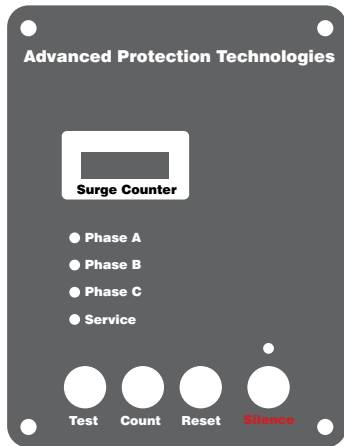 Advanced Protection Technologies
Surge Counter
Phase A
Phase B
Phase C
Service
Test Count Reset Silence